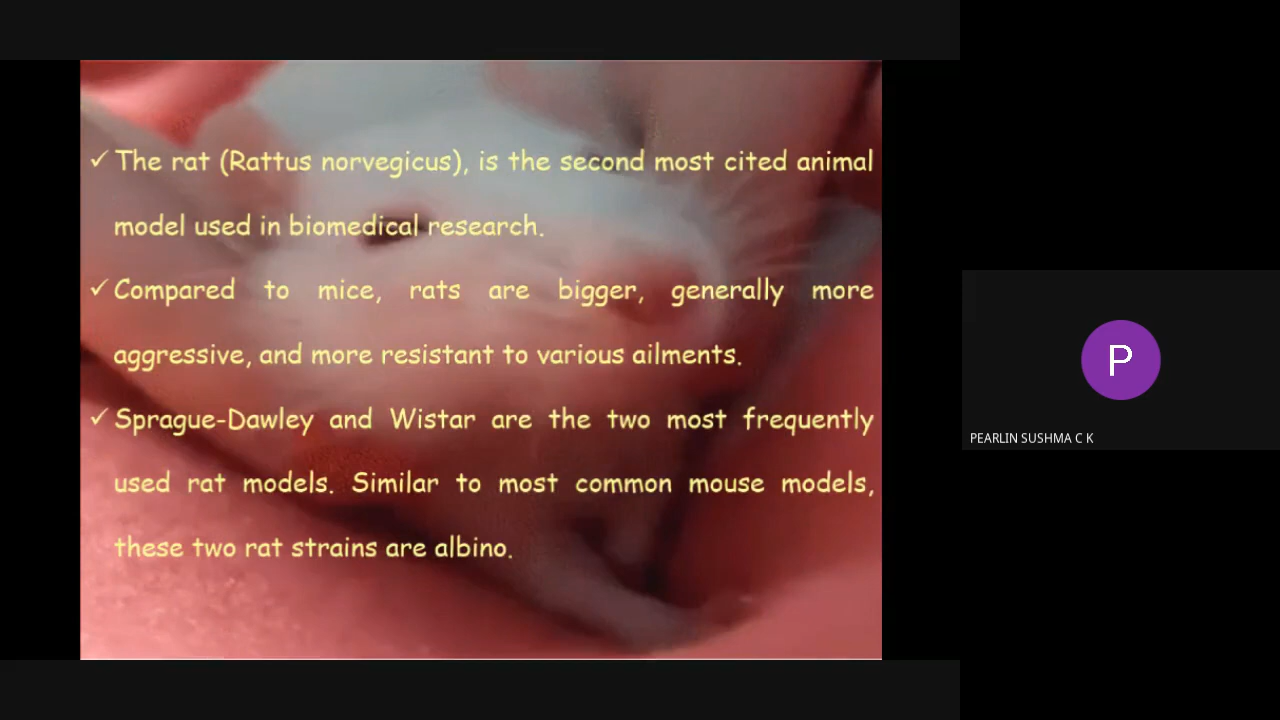 ✓ The rat (Rattus norvegicus), is the second most cited animal
model used in biomedical research.
✓ Compared to mice, rats are bigger, generally more
aggressive, and more resistant to various ailments.
✓ Sprague-Dawley and Wistar are the two most frequently
used rat models. Similar to most common mouse models,
these two rat strains are albino.
P
PEARLIN SUSHMA C K